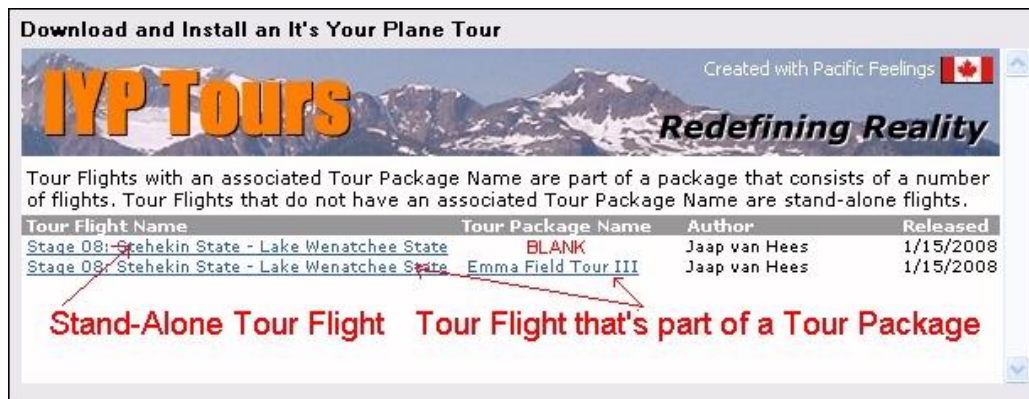 Download and Install an It's Your Plane Tour
IYP Tours
Created with Pacific Feelings
Redefining Reality
Tour Flights with an associated Tour Package Name are part of a package that consists of a number
of flights. Tour Flights that do not have an associated Tour Package Name are stand-alone flights.
Tour Flight Name Tour Package Name Author Released
Stage 08: Stehekin State - Lake Wenatchee State BLANK Jaap van Hees 1/15/2008
Stage 08: Stehekin State - Lake Wenatchee State Emma Field Tour III Jaap van Hees 1/15/2008
Stand-Alone Tour Flight Tour Flight that's part of a Tour Package